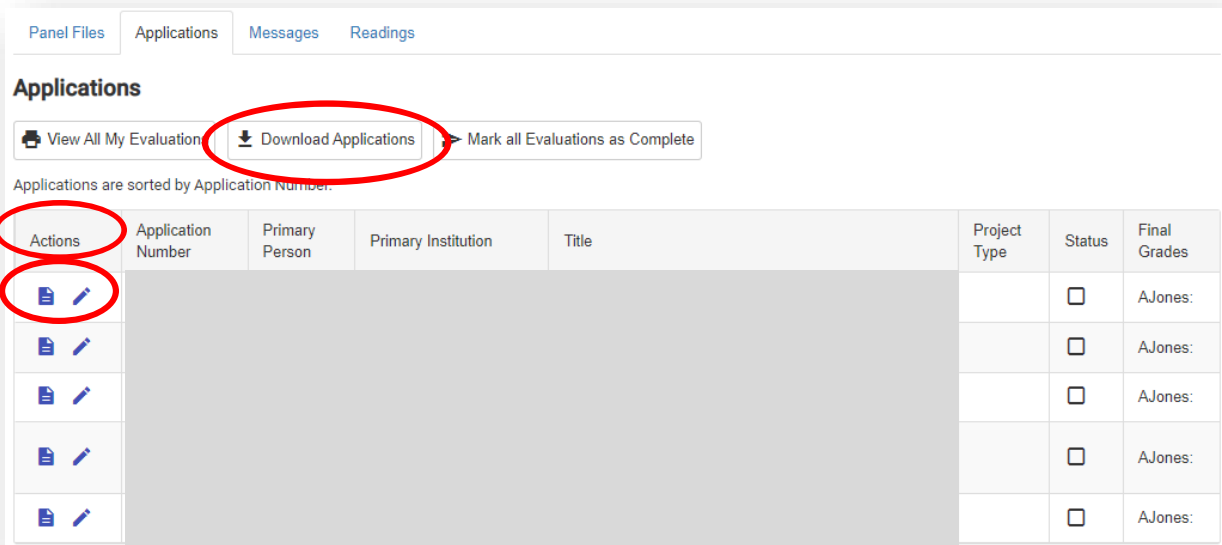 Panel Files Applications Messages Readings
Applications
View All My Evaluations Download Applications Mark all Evaluations as Complete
Applications are sorted by Application Number.
Actions Application Number Primary Person Primary Institution Title Project Type Status Final Grades
AJones:
AJones:
AJones:
AJones:
AJones: